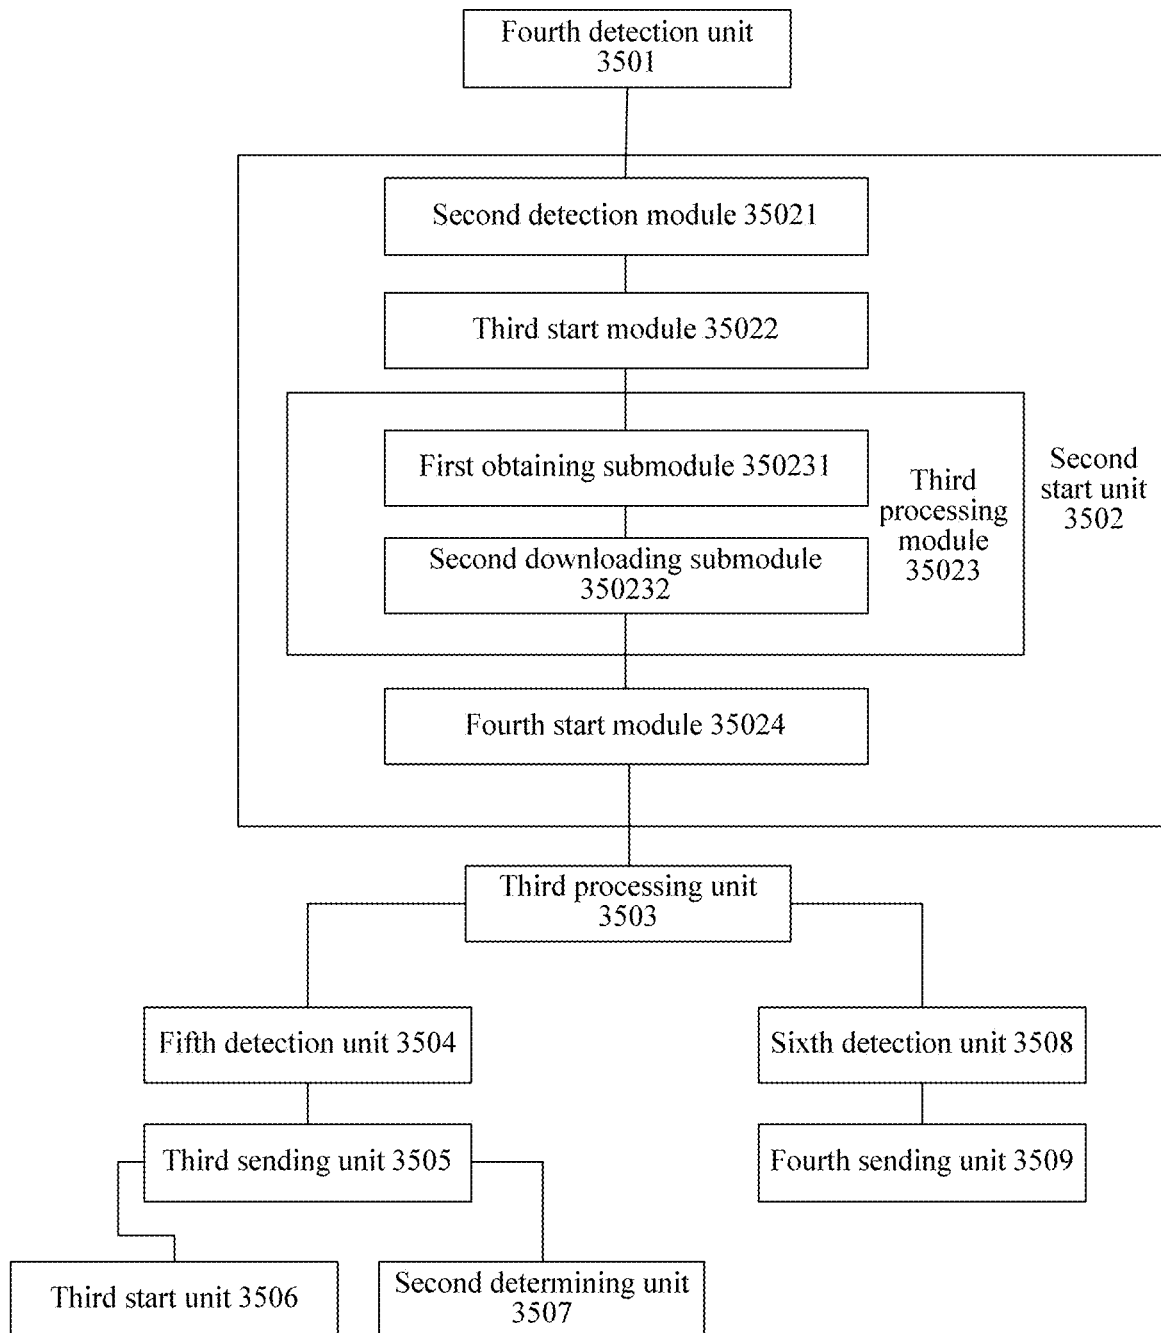 Fourth detection unit
3501
Second detection module 35021
Third start module 35022
First obtaining submodule 350231
Second downloading submodule
350232
Third
processing
module
35023
Second
start unit
3502
Fourth start module 35024
Third processing unit
3503
Fifth detection unit 3504
Sixth detection unit 3508
Third sending unit 3505
Fourth sending unit 3509
Third start unit 3506
Second determining unit
3507